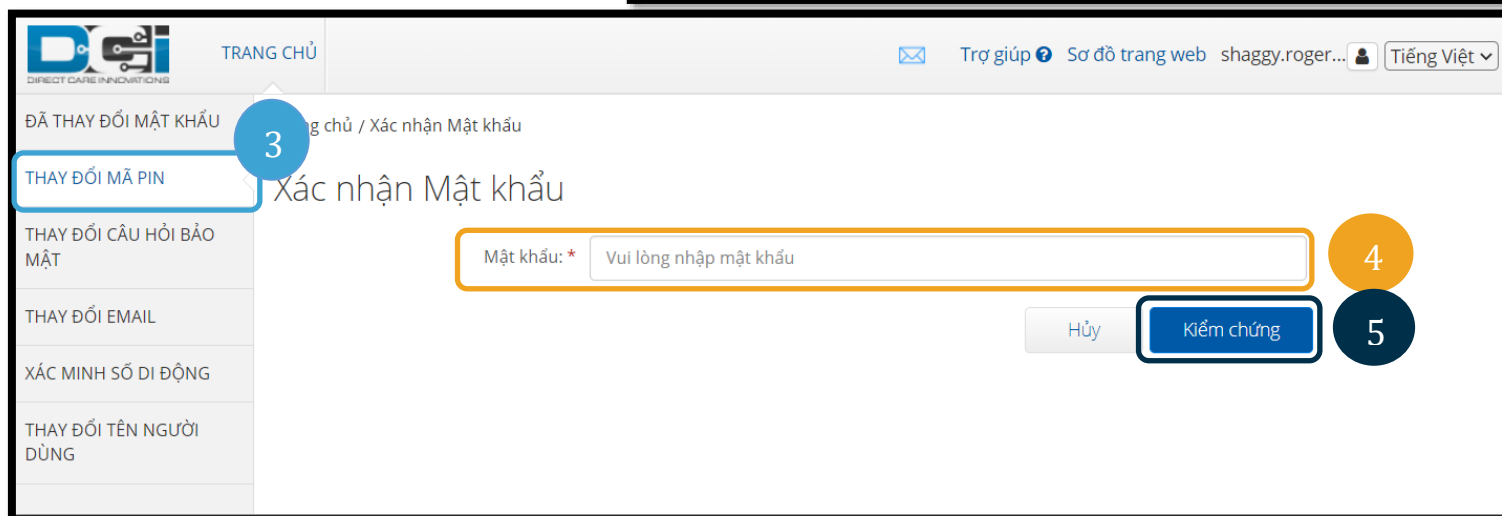 DCI
DIRECT CARE INNOVATIONS
TRANG CHỦ
Trợ giúp Sơ đồ trang web shaggy.roger... Tiếng Việt
ĐÃ THAY ĐỔI MẬT KHẨU
3
g chủ / Xác nhận Mật khẩu
THAY ĐỔI MÃ PIN
Xác nhận Mật khẩu
THAY ĐỔI CÂU HỎI BẢO
MẬT
Mật khẩu: * Vui lòng nhập mật khẩu
4
THAY ĐỔI EMAIL
Hủy Kiểm chứng 5
XÁC MINH SỐ DI ĐỘNG
THAY ĐỔI TÊN NGƯỜI
DÙNG